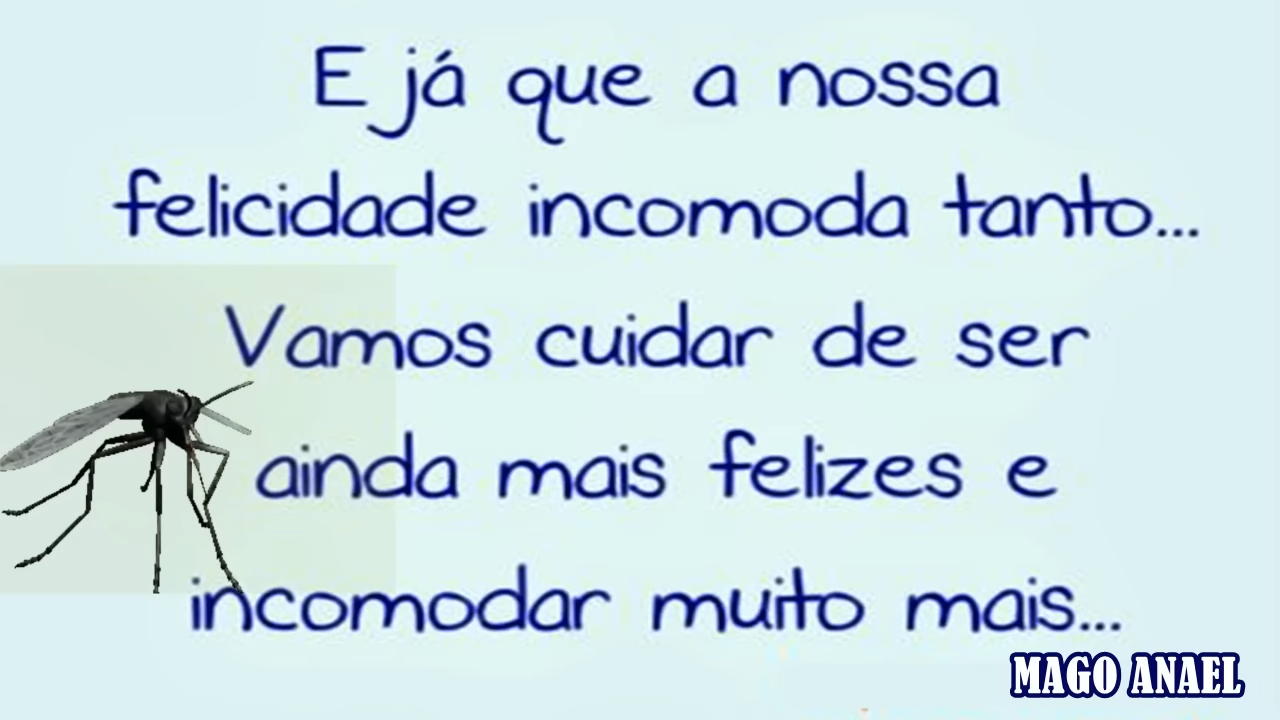 E já que a nossa
felicidade incomoda tanto...
Vamos cuidar de ser
ainda mais felizes e
incomodar muito mais...
MAGO ANAEL